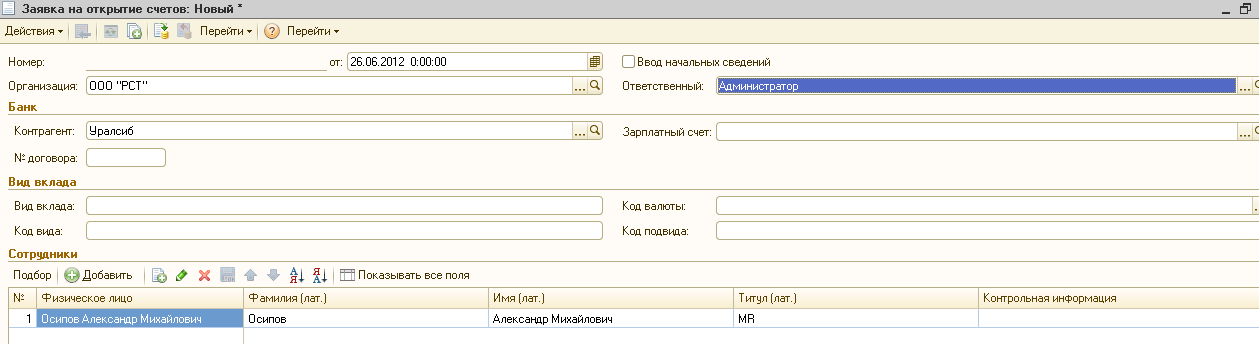 Заявка на открытие счетов: Новый *
Действия Перейти ? Перейти
Номер: от: 26.06.2012 0:00:00 Ввод начальных сведений
Организация: ООО "РСТ" ... Ответственный: Администратор ...
Банк
Контрагент: Уралсиб ... Зарплатный счет: ...
№ договора:
Вид вклада
Вид вклада: Код валюты: ...
Код вида: Код подвида:
Сотрудники
Подбор Добавить Показывать все поля
№ Физическое лицо Фамилия (лат.) Имя (лат.) Титул (лат.) Контрольная информация
1 Осипов Александр Михайлович Осипов Александр Михайлович MR